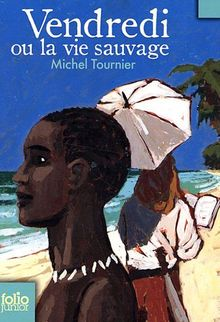 Vendredi
ou la vie sauvage
Michel Tournier
folio
junior